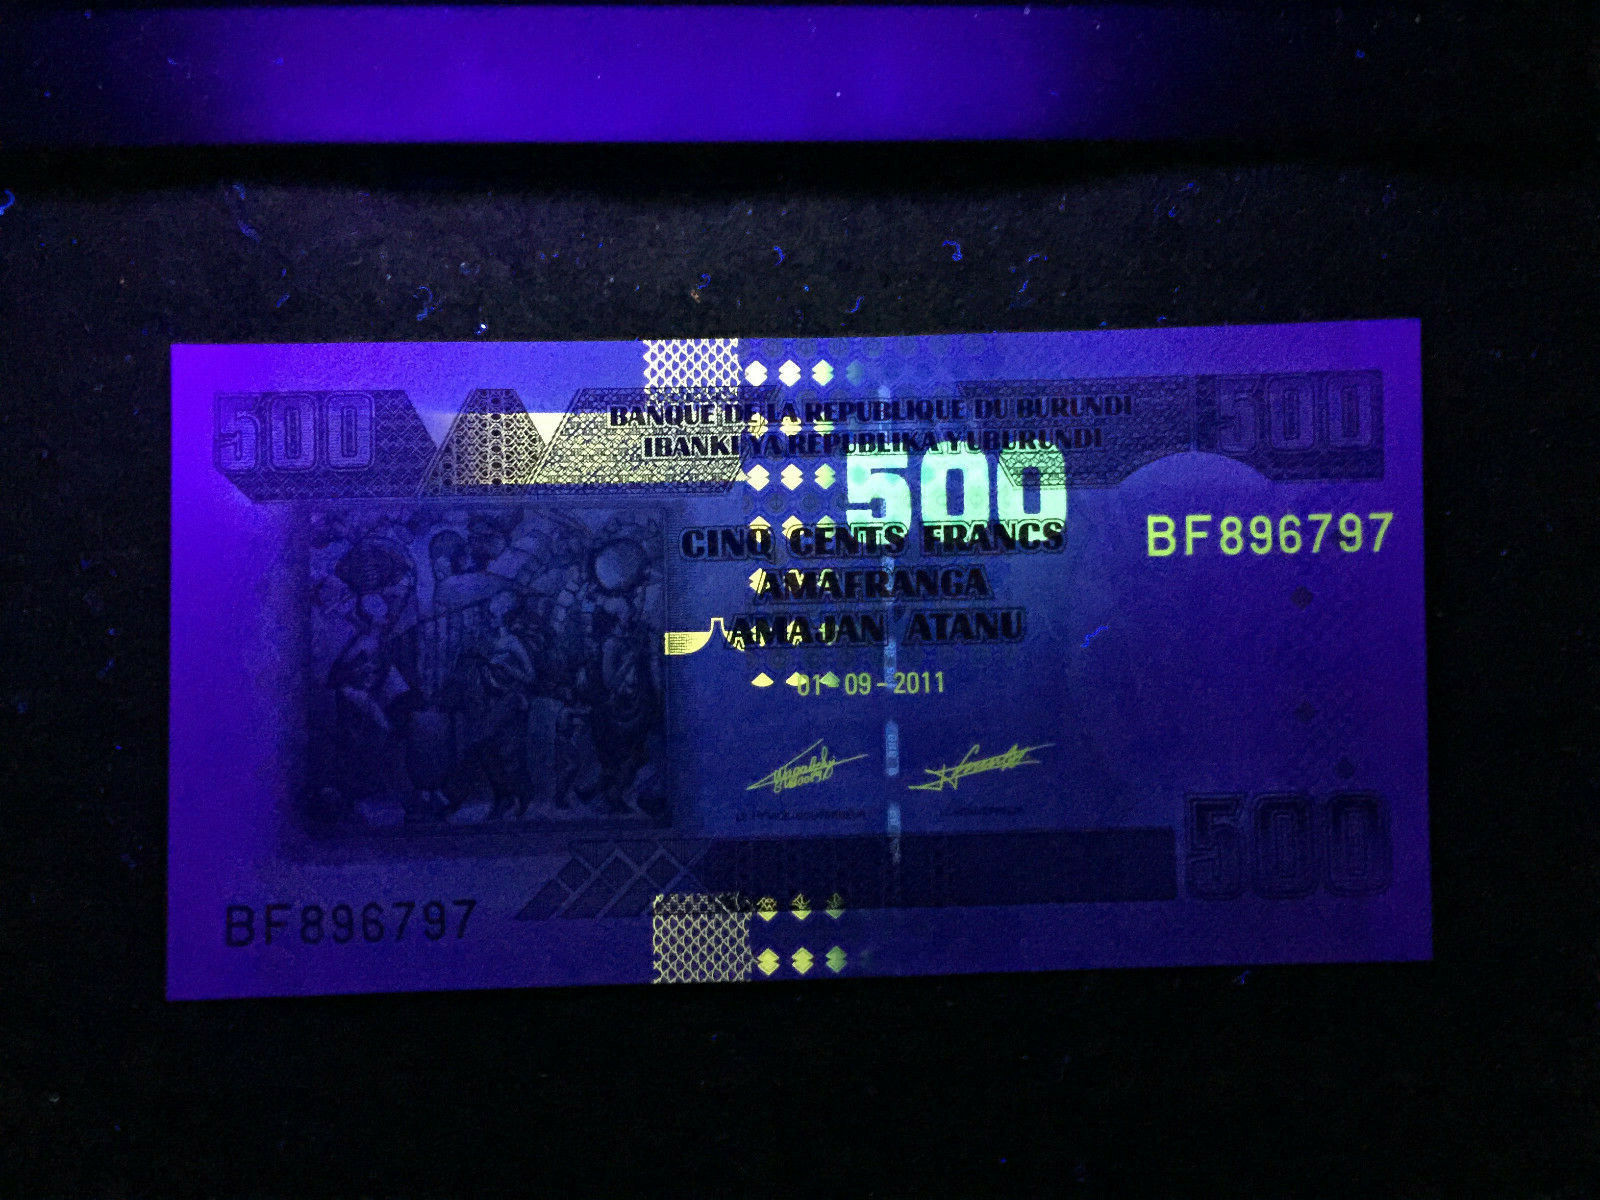 500
500
BANQUE DE LA REPUBLIQUE DU BURUNDI
IBANKI YA REPUBLIKA Y'UBURUNDI
500
CINQ CENTS FRANCS
AMAFRANGA
AMAJAN 'ATANU
BF896797
01-09-2011
500
BF896797